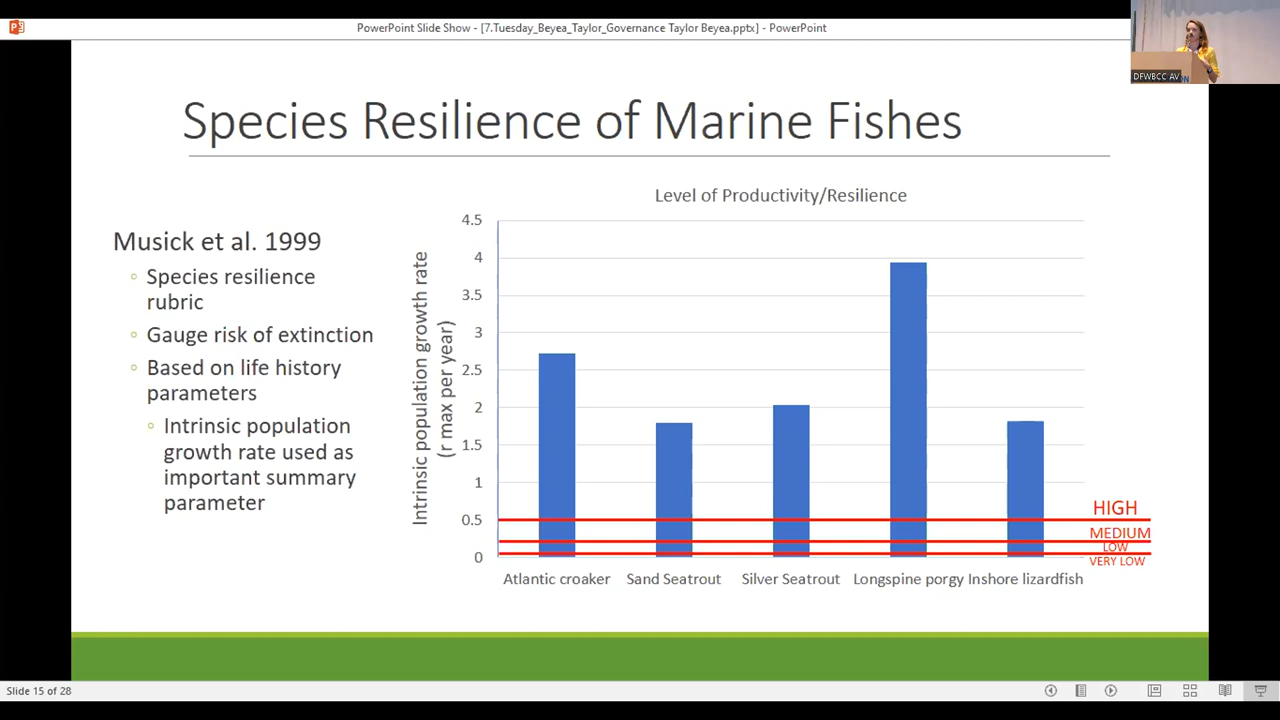 PowerPoint Slide Show - [7.Tuesday_Beyea_Taylor_Governance Taylor Beyea.pptx] - PowerPoint
DFWBCC AV
Species Resilience of Marine Fishes
Musick et al. 1999
Species resilience
rubric
Gauge risk of extinction
Based on life history
parameters
Intrinsic population
growth rate used as
important summary
parameter
Level of Productivity/Resilience
Intrinsic population growth rate
(r max per year)
4.5
4
3.5
3
2.5
2
1.5
1
0.5
0
HIGH
MEDIUM
LOW
VERY LOW
Atlantic croaker
Sand Seatrout
Silver Seatrout
Longspine porgy
Inshore lizardfish
Slide 15 of 28